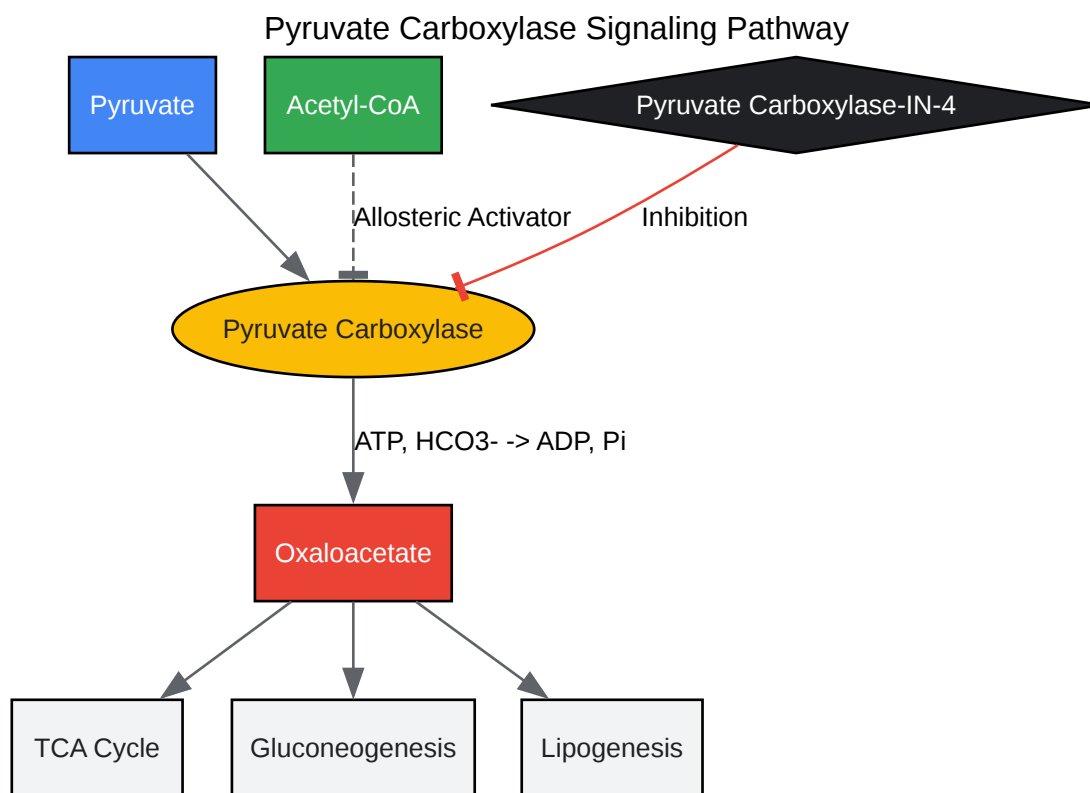 Pyruvate Carboxylase Signaling Pathway
Pyruvate
Acetyl-CoA
Pyruvate Carboxylase-IN-4
Allosteric Activator
Inhibition
Pyruvate Carboxylase
ATP, HCO3- -> ADP, Pi
Oxaloacetate
TCA Cycle
Gluconeogenesis
Lipogenesis